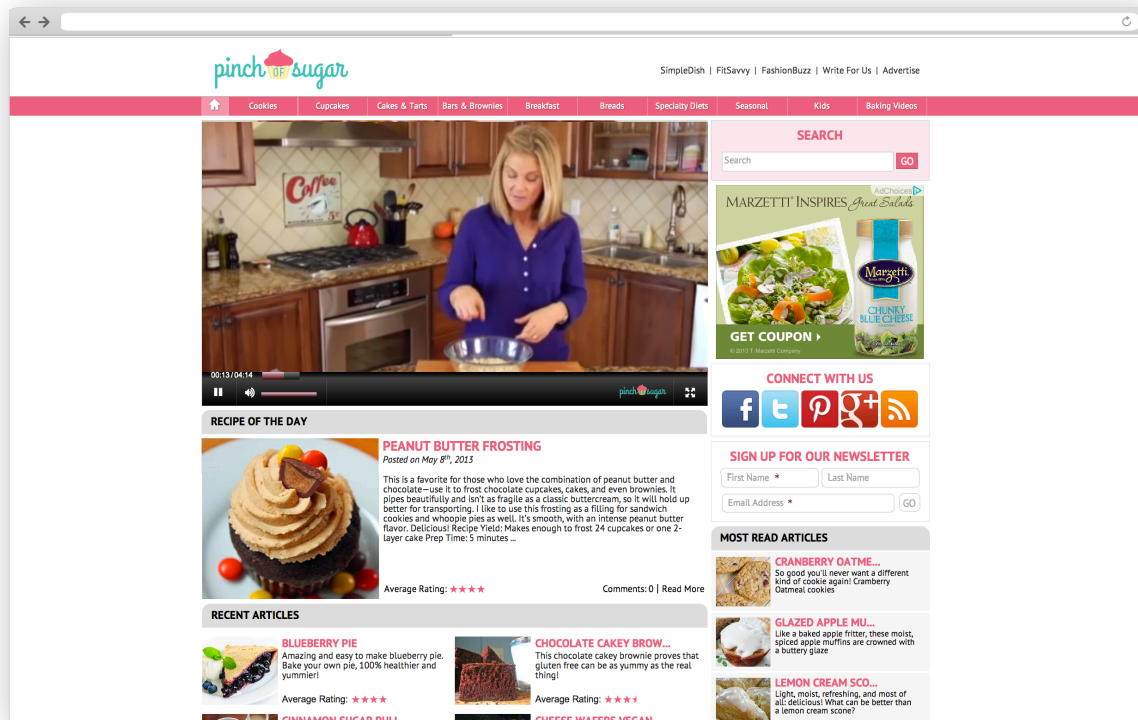 pinch OF sugar
SimpleDish | FitSavvy | FashionBuzz | Write For Us | Advertise
Cookies Cupcakes Cakes & Tarts Bars & Brownies Breakfast Breads Specialty Diets Seasonal Kids Baking Videos
Coffee
5¢
00:13/04:14
pinch OF sugar
SEARCH
Search GO
AdChoices
MARZETTI® INSPIRES Great Salads
Marzetti
CHUNKY
BLUE CHEESE
GET COUPON
© 2013 T. Marzetti Company
CONNECT WITH US
f t P g+
SIGN UP FOR OUR NEWSLETTER
First Name * Last Name
Email Address * GO
RECIPE OF THE DAY
PEANUT BUTTER FROSTING
Posted on May 8th, 2013
This is a favorite for those who love the combination of peanut butter and
chocolate—use it to frost chocolate cupcakes, cakes, and even brownies. It
pipes beautifully and isn't as fragile as a classic buttercream, so it will hold up
better for transporting. I like to use this frosting as a filling for sandwich
cookies and whoopie pies as well. It's smooth, with an intense peanut butter
flavor. Delicious! Recipe Yield: Makes enough to frost 24 cupcakes or one 2-
layer cake Prep Time: 5 minutes ...
Average Rating: ★★★★ Comments: 0 | Read More
RECENT ARTICLES
BLUEBERRY PIE
Amazing and easy to make blueberry pie.
Bake your own pie, 100% healthier and
yummier!
Average Rating: ★★★★
CHOCOLATE CAKEY BROW...
This chocolate cakey brownie proves that
gluten free can be as yummy as the real
thing!
Average Rating: ★★★
CINNAMON SUGAR PULL
CHEESE WAFERS VEGAN
MOST READ ARTICLES
CRANBERRY OATME...
So good you'll never want a different
kind of cookie again! Cramberry
Oatmeal cookies
GLAZED APPLE MU...
Like a baked apple fritter, these moist,
spiced apple muffins are crowned with
a buttery glaze
LEMON CREAM SCO...
Light, moist, refreshing, and most of
all: delicious! What can be better than
a lemon cream scone?